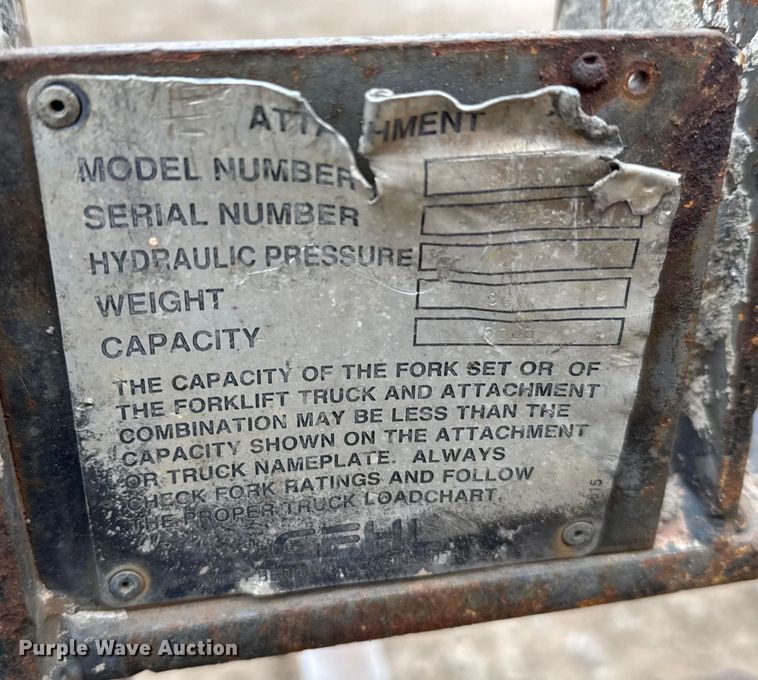 ATTACHMENT
MODEL NUMBER
SERIAL NUMBER
HYDRAULIC PRESSURE
WEIGHT
CAPACITY
THE CAPACITY OF THE FORK SET OR OF
THE FORKLIFT TRUCK AND ATTACHMENT
COMBINATION MAY BE LESS THAN THE
CAPACITY SHOWN ON THE ATTACHMENT
OR TRUCK NAMEPLATE. ALWAYS
CHECK FORK RATINGS AND FOLLOW
THE PROPER TRUCK LOADCHART.
GEHL
Purple Wave Auction